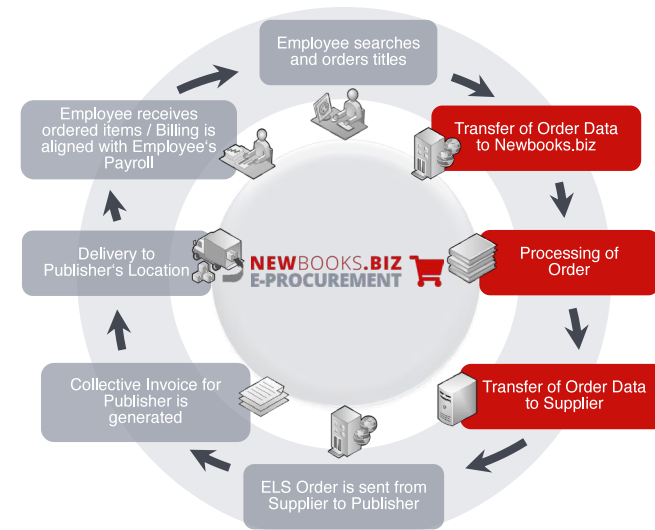 Employee searches
and orders titles
Transfer of Order Data
to Newbooks.biz
Processing of
Order
Transfer of Order Data
to Supplier
ELS Order is sent from
Supplier to Publisher
Collective Invoice for
Publisher is
generated
Delivery to
Publisher's Location
Employee receives
ordered items / Billing is
aligned with Employee's
Payroll
NEWBOOKS.BIZ
E-PROCUREMENT